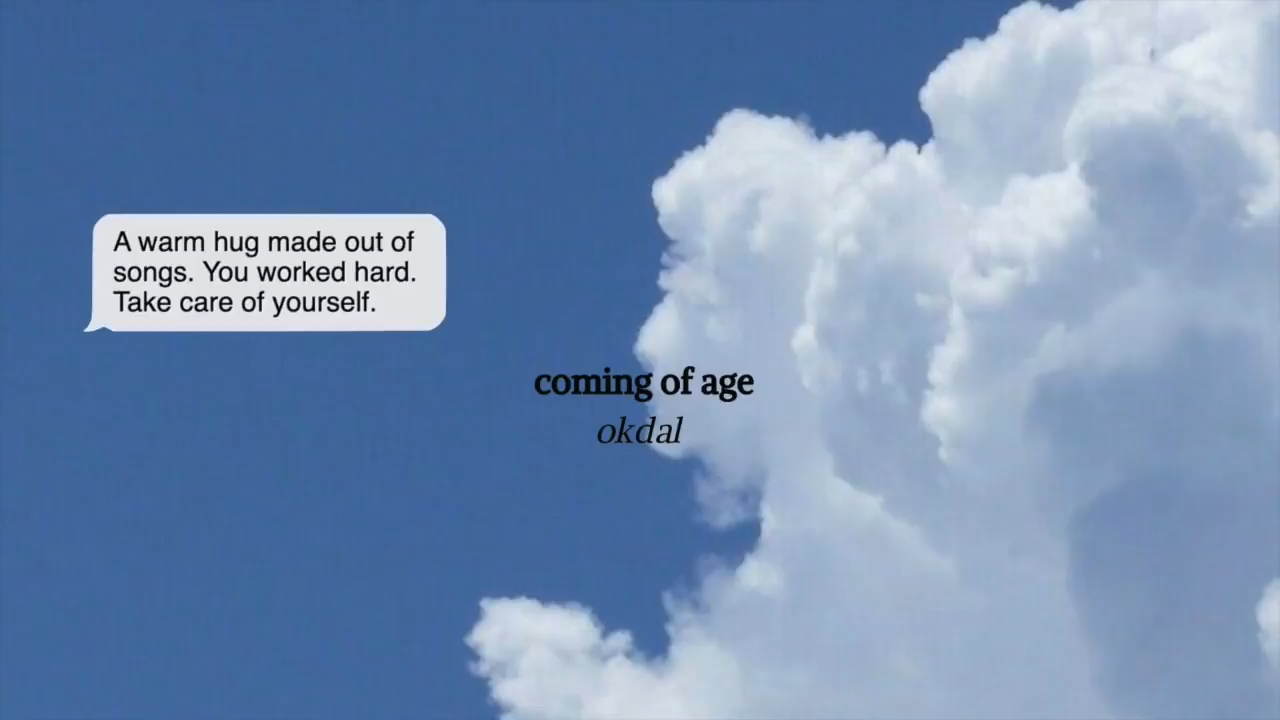 A warm hug made out of
songs. You worked hard.
Take care of yourself.
coming of age
okdal